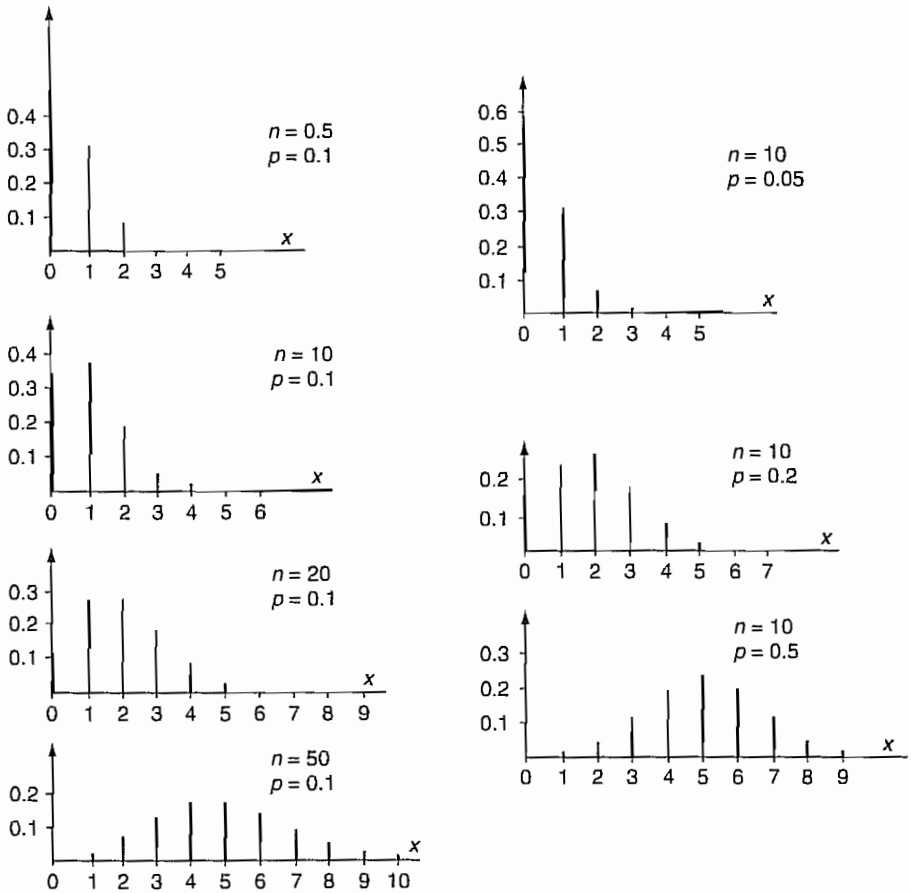 0.4
0.3
0.2
0.1
n = 0.5
p = 0.1
x
0 1 2 3 4 5
0.4
0.3
0.2
0.1
n = 10
p = 0.1
x
0 1 2 3 4 5 6
0.3
0.2
0.1
n = 20
p = 0.1
x
0 1 2 3 4 5 6 7 8 9
0.2
0.1
n = 50
p = 0.1
x
0 1 2 3 4 5 6 7 8 9 10
0.6
0.5
0.4
0.3
0.2
0.1
n = 10
p = 0.05
x
0 1 2 3 4 5
0.2
0.1
n = 10
p = 0.2
x
0 1 2 3 4 5 6 7
0.3
0.2
0.1
n = 10
p = 0.5
x
0 1 2 3 4 5 6 7 8 9